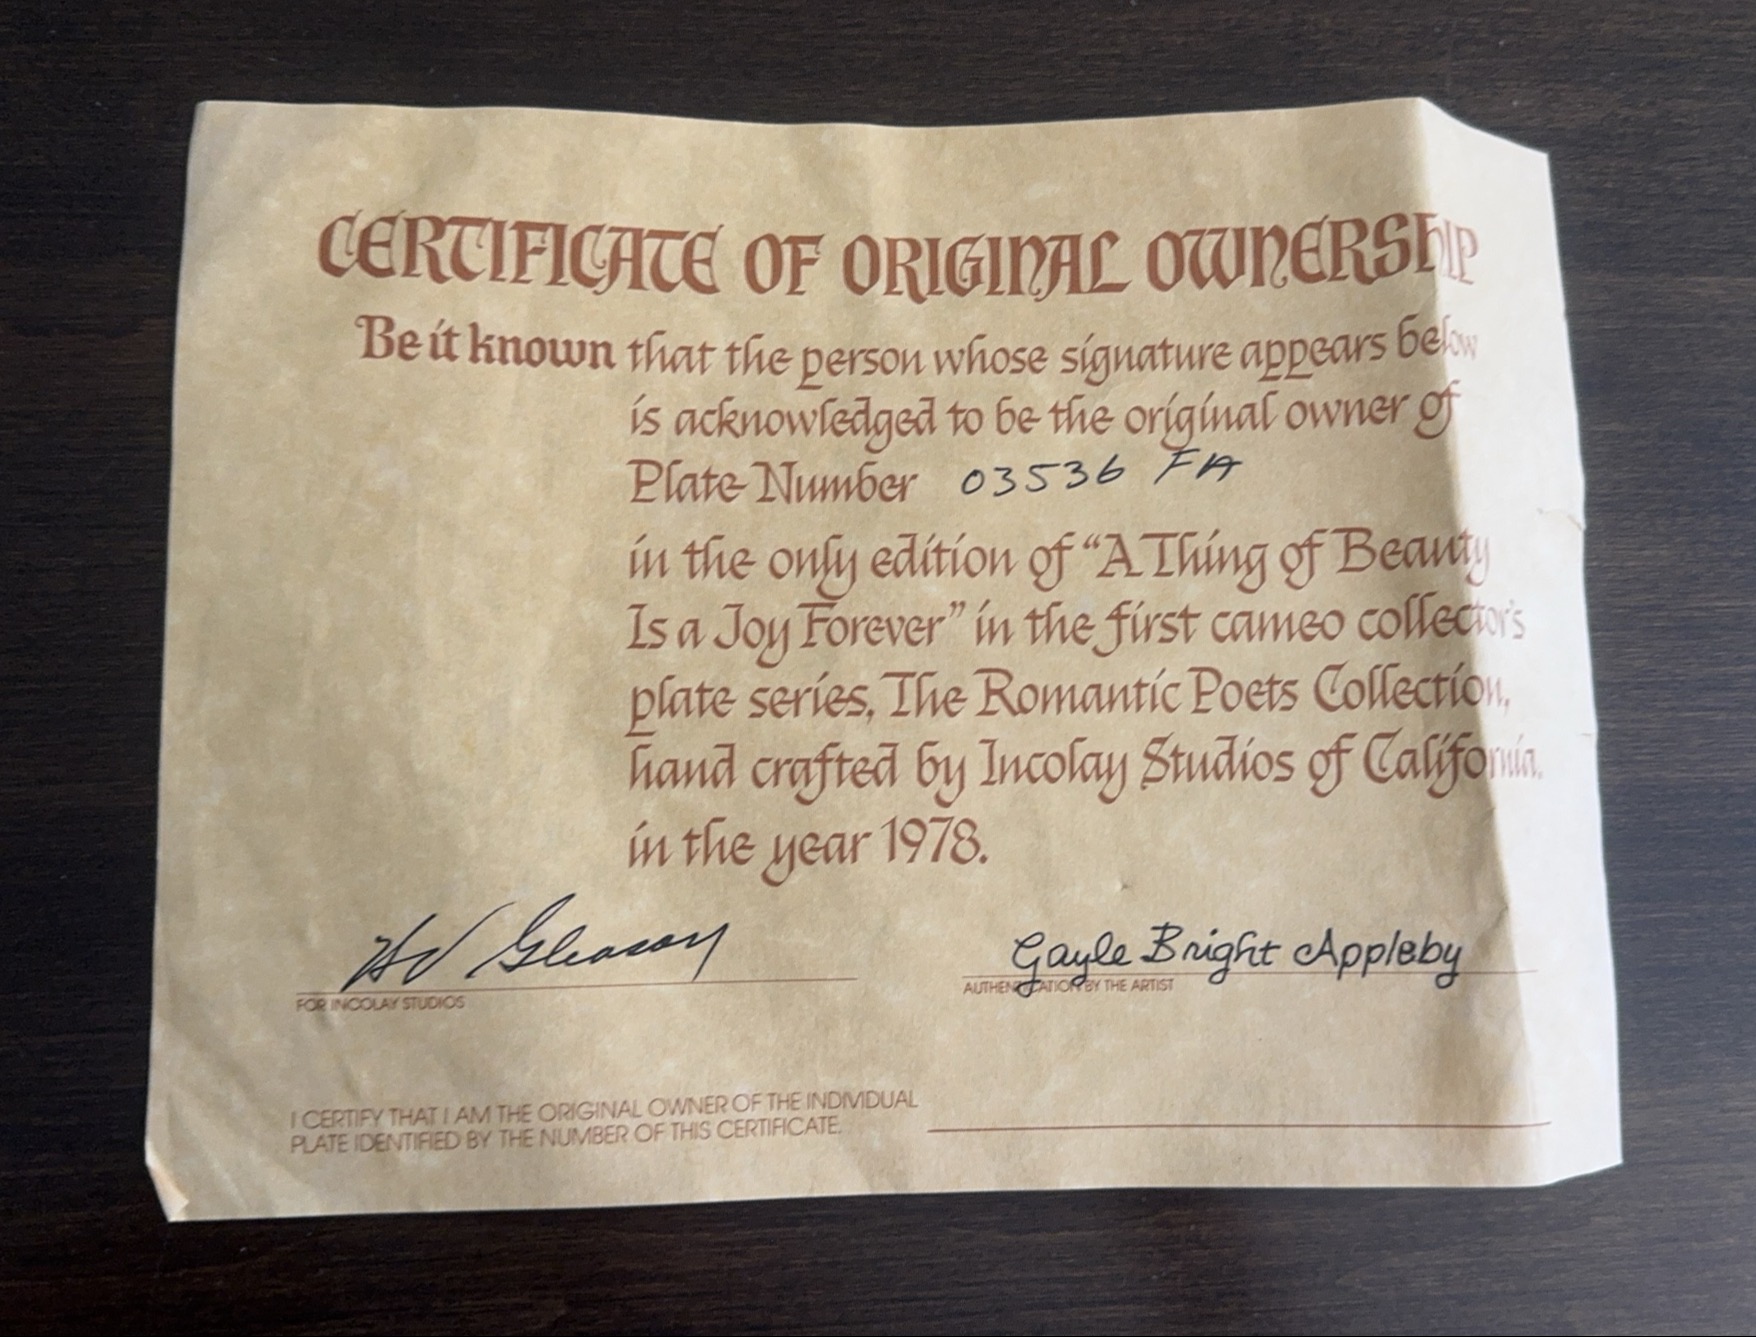 CERTIFICATE OF ORIGINAL OWNERSHIP
Be it known that the person whose signature appears below
is acknowledged to be the original owner of
Plate Number 03536 FA
in the only edition of “A Thing of Beauty
Is a Joy Forever” in the first cameo collector's
plate series, The Romantic Poets Collection,
hand crafted by Incolay Studios of California.
in the year 1978.
Gleason
FOR INCOLAY STUDIOS
Gayle Bright Appleby
AUTHENTICATION BY THE ARTIST
I CERTIFY THAT I AM THE ORIGINAL OWNER OF THE INDIVIDUAL
PLATE IDENTIFIED BY THE NUMBER OF THIS CERTIFICATE.